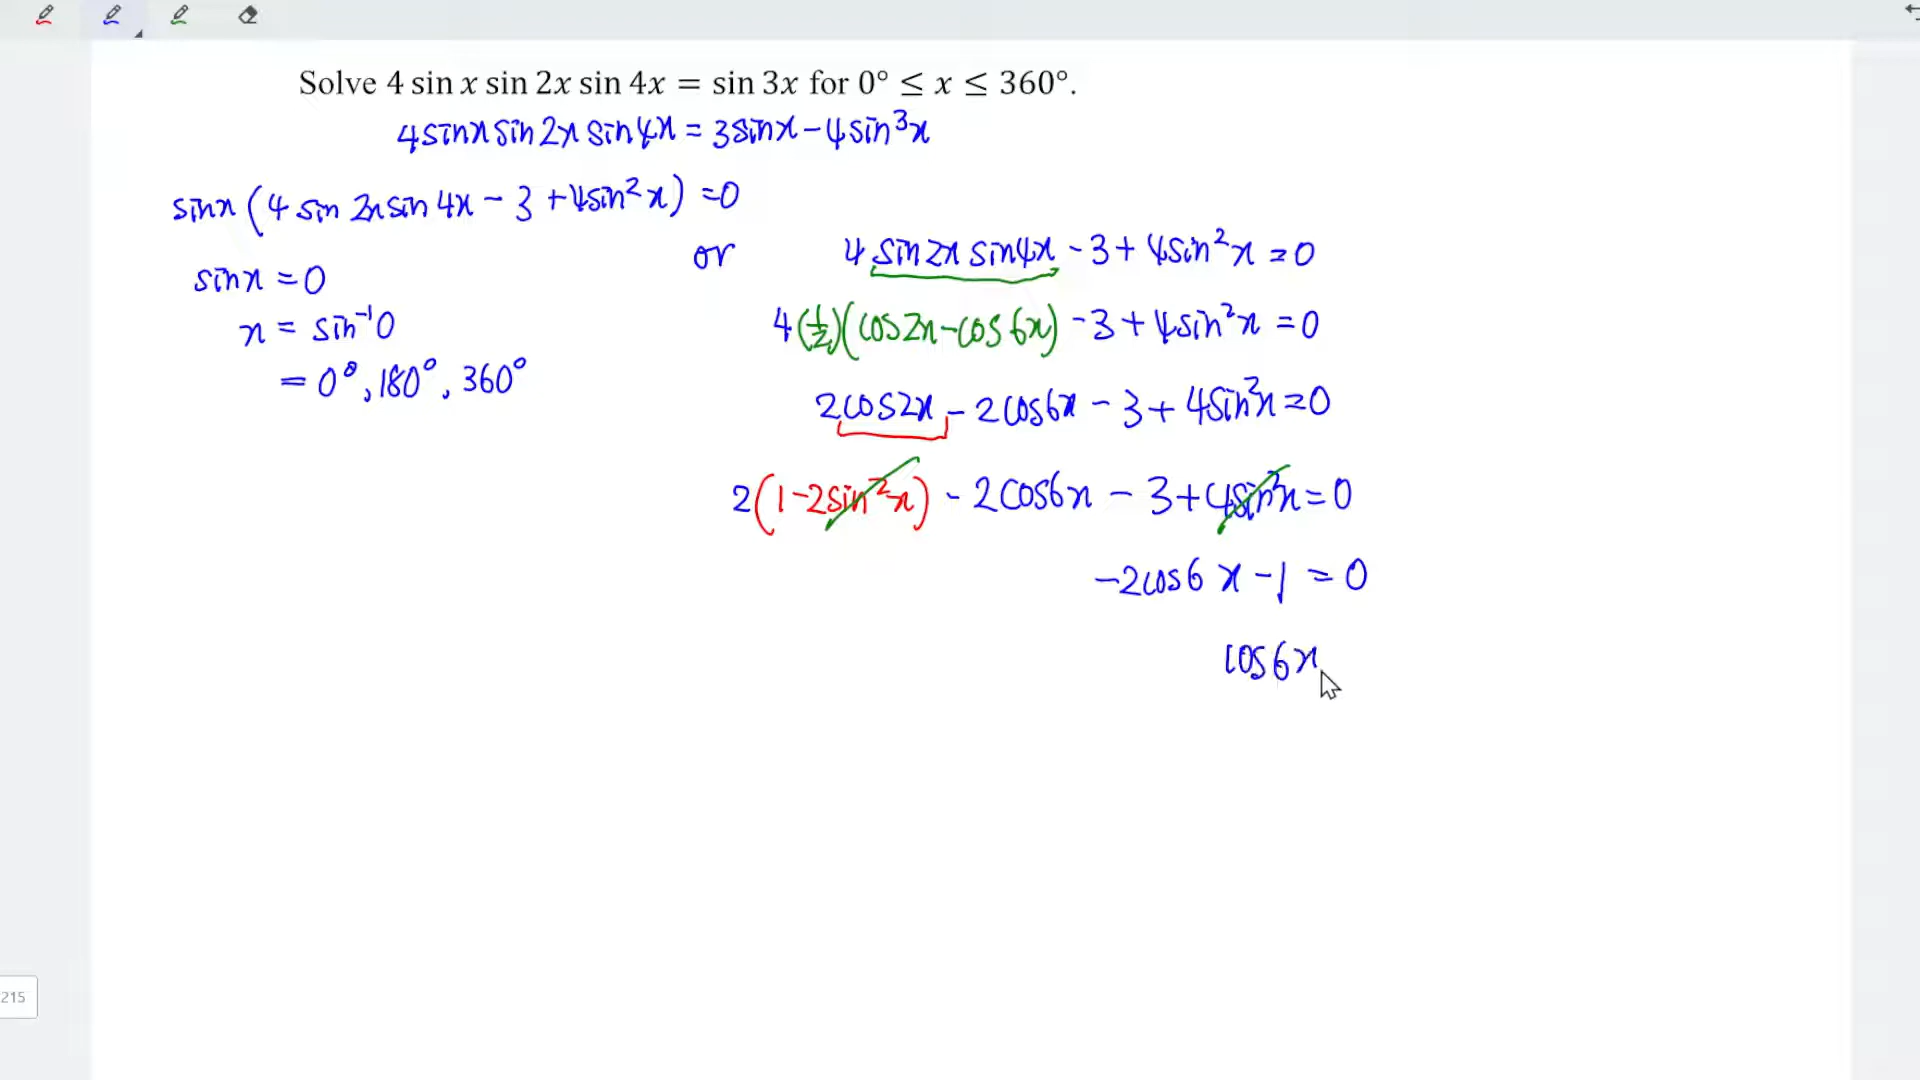 Solve 4 sin x sin 2x sin 4x = sin 3x for 0° ≤ x ≤ 360°.
4sinx sin2x sin4x = 3sinx - 4sin³x
sinx (4 sin 2x sin 4x - 3 + 4sin²x) = 0
sinx = 0
x = sin⁻¹0
= 0°, 180°, 360°
or
4 sin2x sin4x - 3 + 4sin²x = 0
4(1/2)(cos2x - cos6x) - 3 + 4sin²x = 0
2cos2x - 2cos6x - 3 + 4sin²x = 0
2(1-2sin²x) - 2cos6x - 3 + 4sin²x = 0
-2cos6x - 1 = 0
cos6x
215